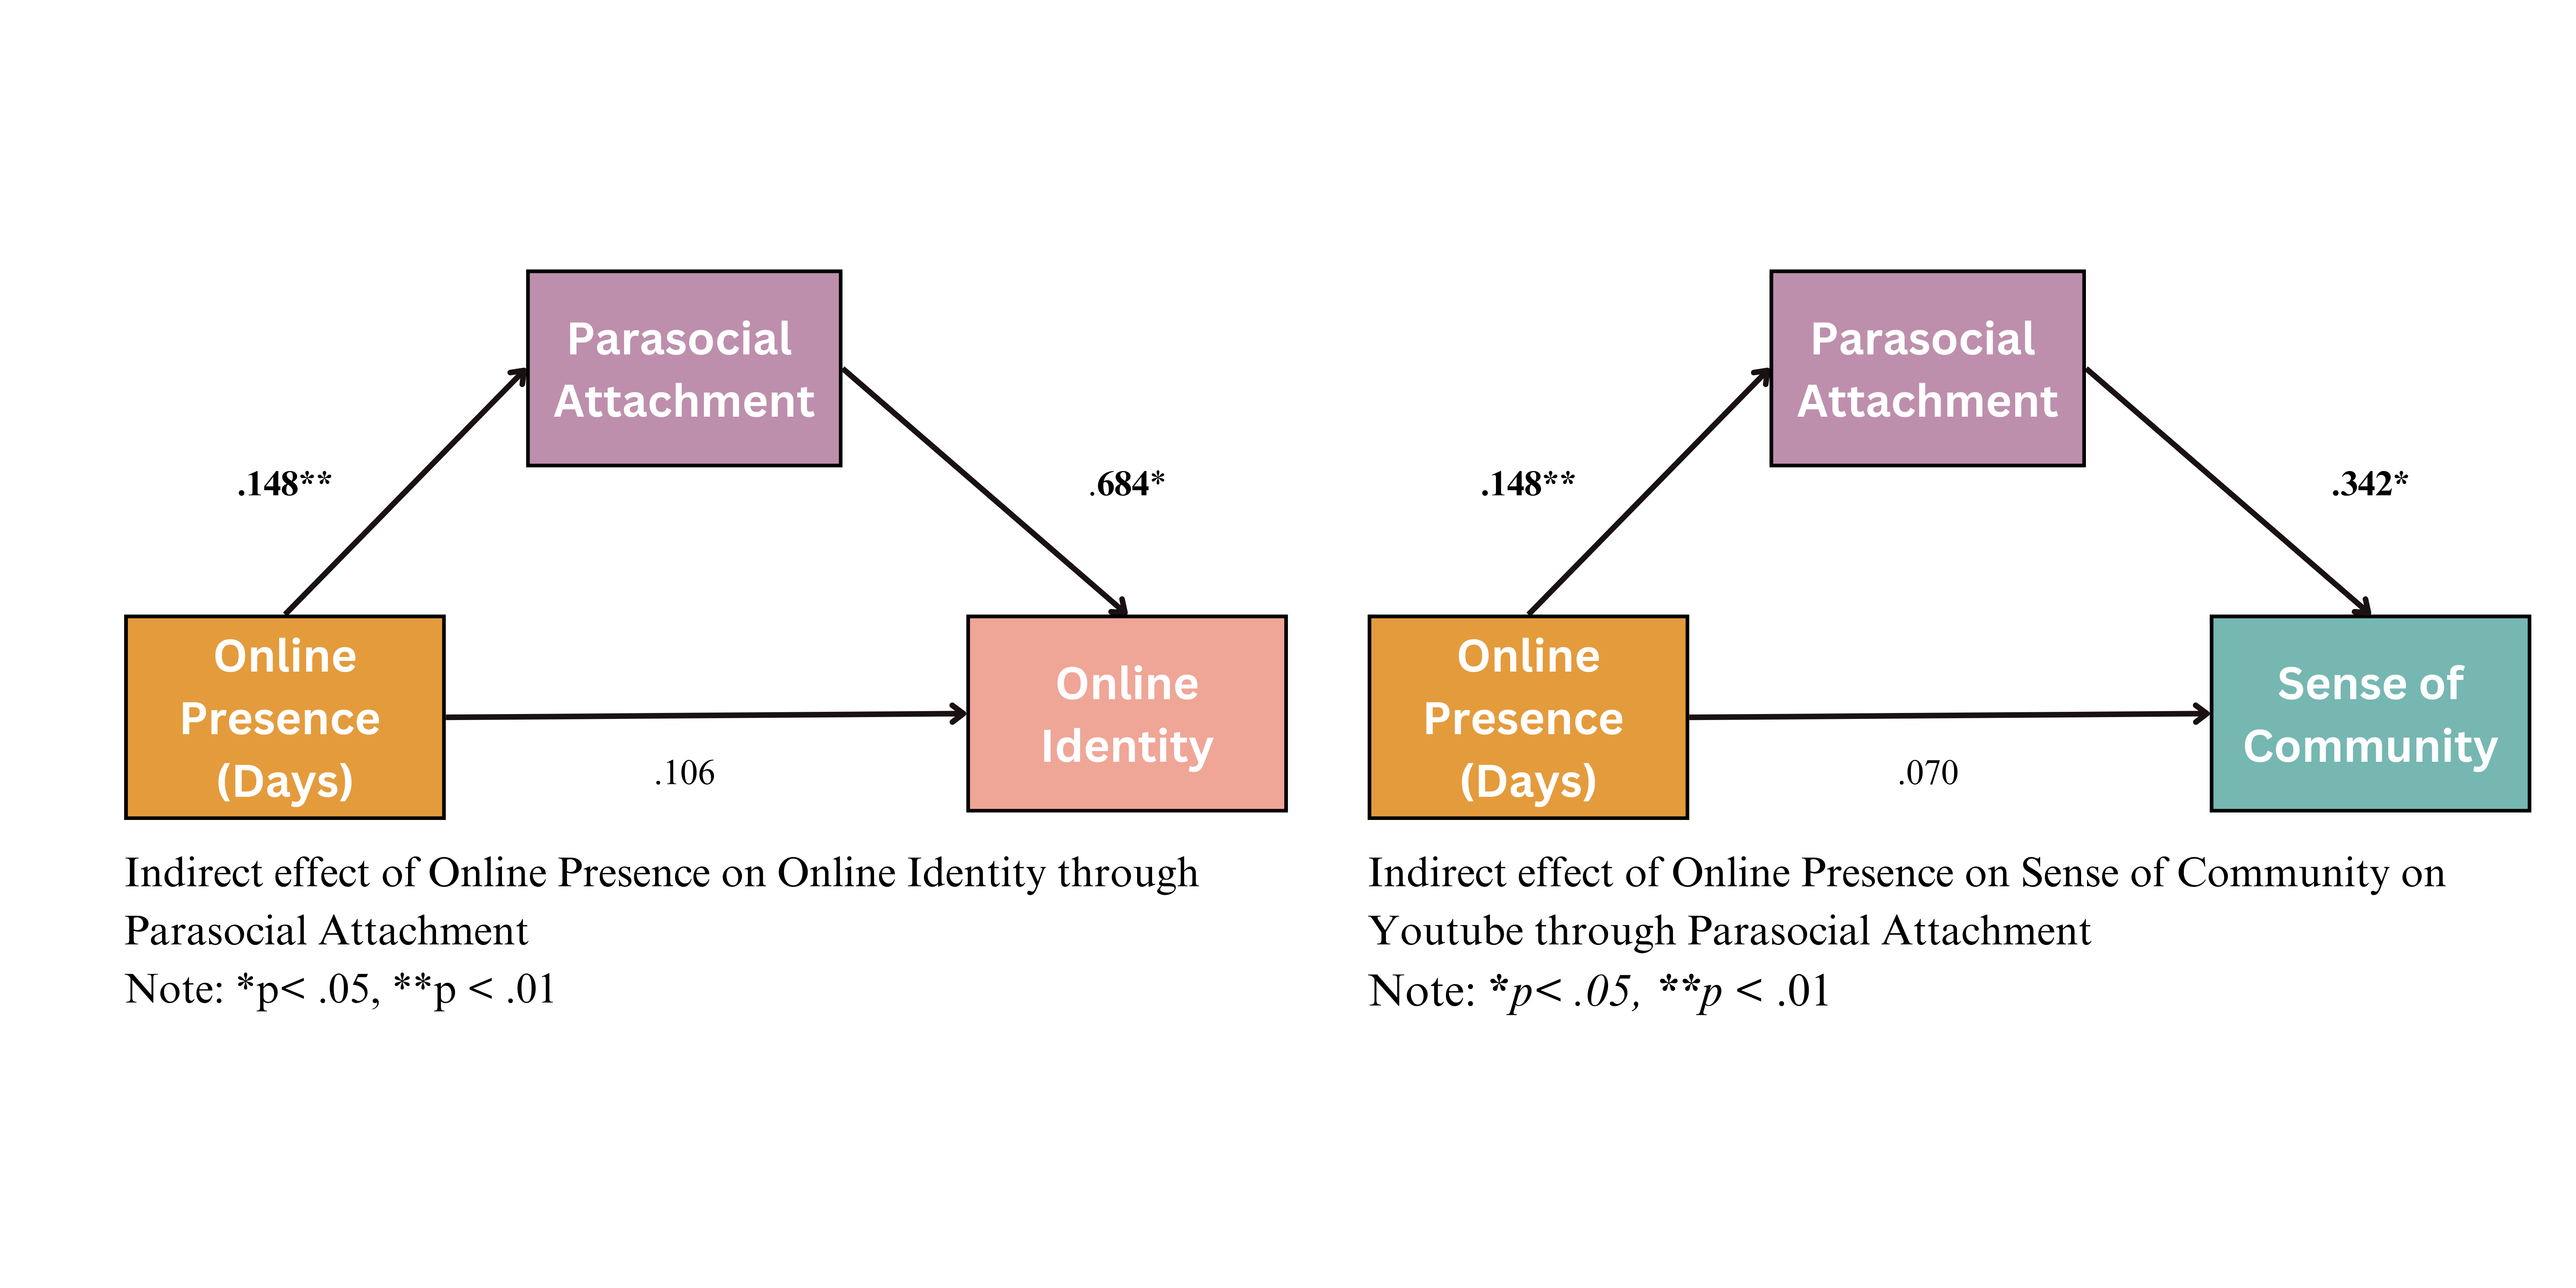 Parasocial
Attachment
.148**
.684*
Online
Presence
(Days)
Online
Identity
.106
Indirect effect of Online Presence on Online Identity through
Parasocial Attachment
Note: *p< .05, **p < .01
Parasocial
Attachment
.148**
.342*
Online
Presence
(Days)
Sense of
Community
.070
Indirect effect of Online Presence on Sense of Community on
Youtube through Parasocial Attachment
Note: *p< .05, **p < .01